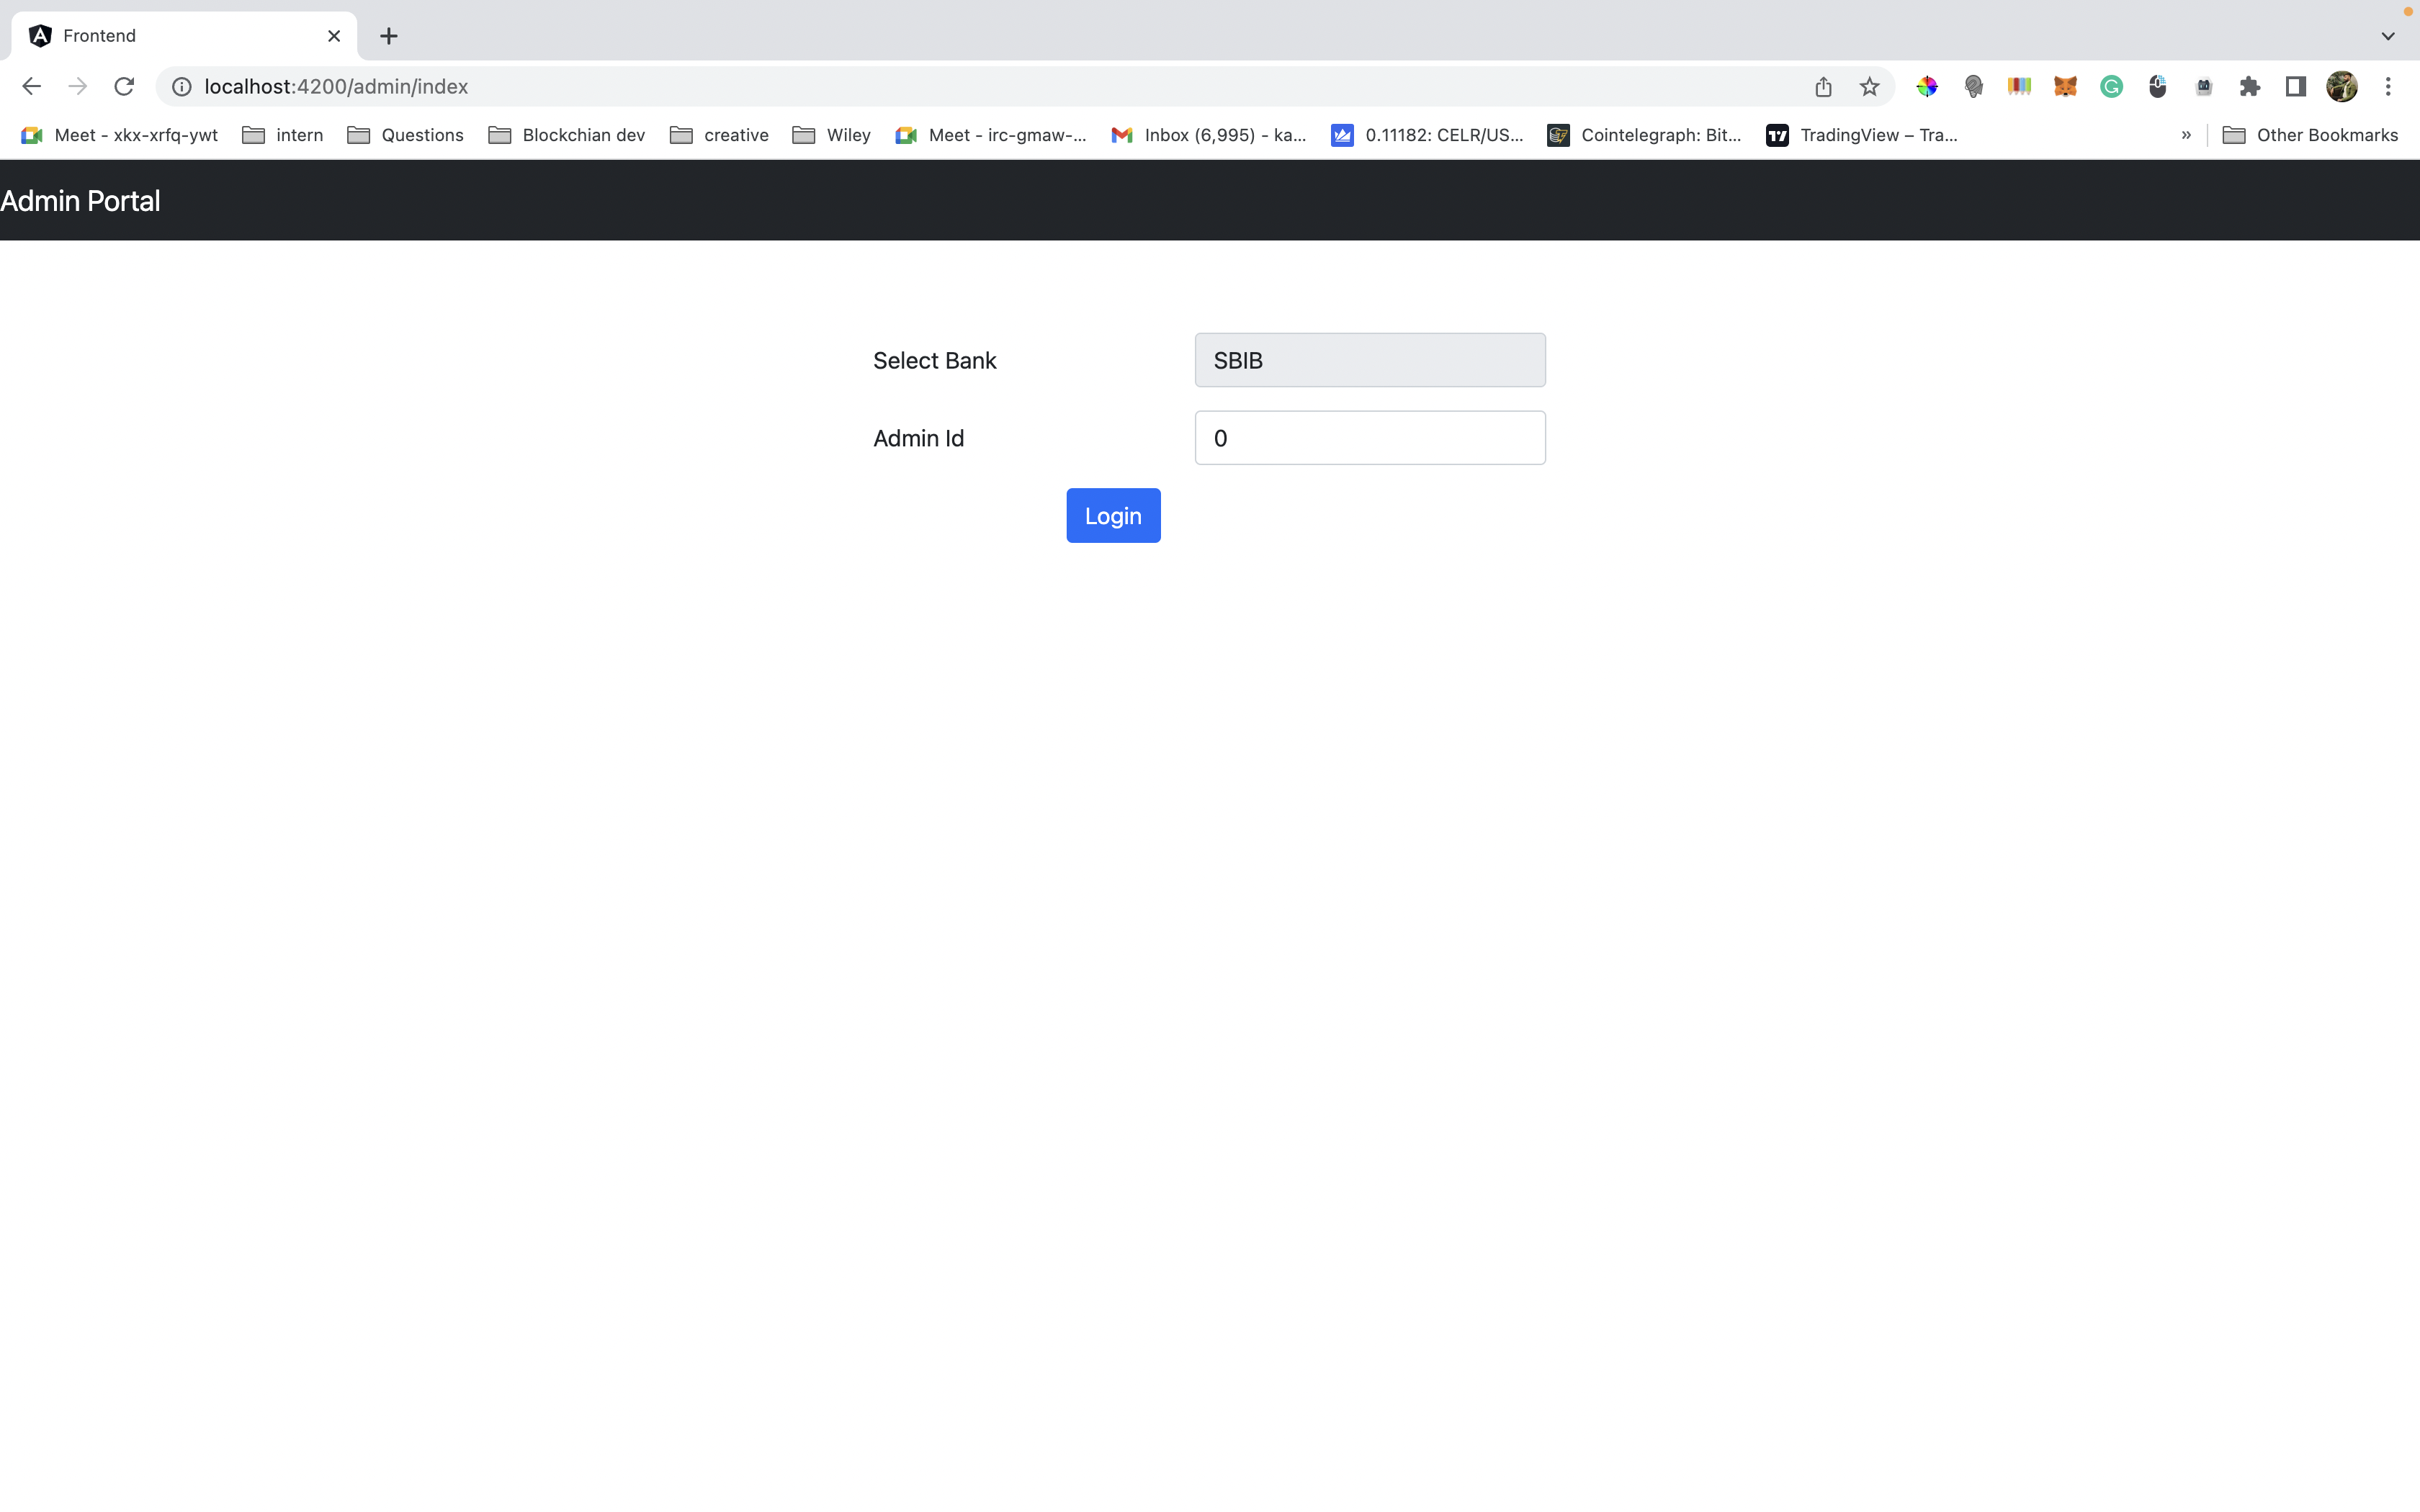 Frontend
localhost:4200/admin/index
Meet - xkx-xrfq-ywt intern Questions Blockchian dev creative Wiley Meet - irc-gmaw-... Inbox (6,995) - ka... 0.11182: CELR/US... Cointelegraph: Bit... TradingView – Tra... » Other Bookmarks
Admin Portal
Select Bank SBIB
Admin Id 0
Login